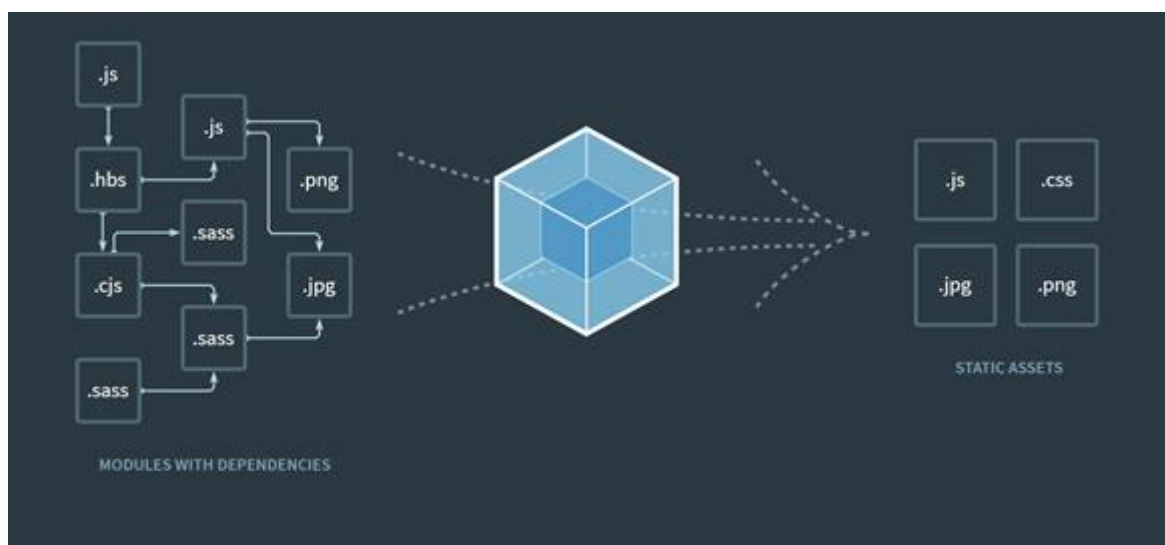 .js
.js
.hbs
.png
.sass
.cjs
.jpg
.sass
.sass
MODULES WITH DEPENDENCIES
.js
.css
.jpg
.png
STATIC ASSETS